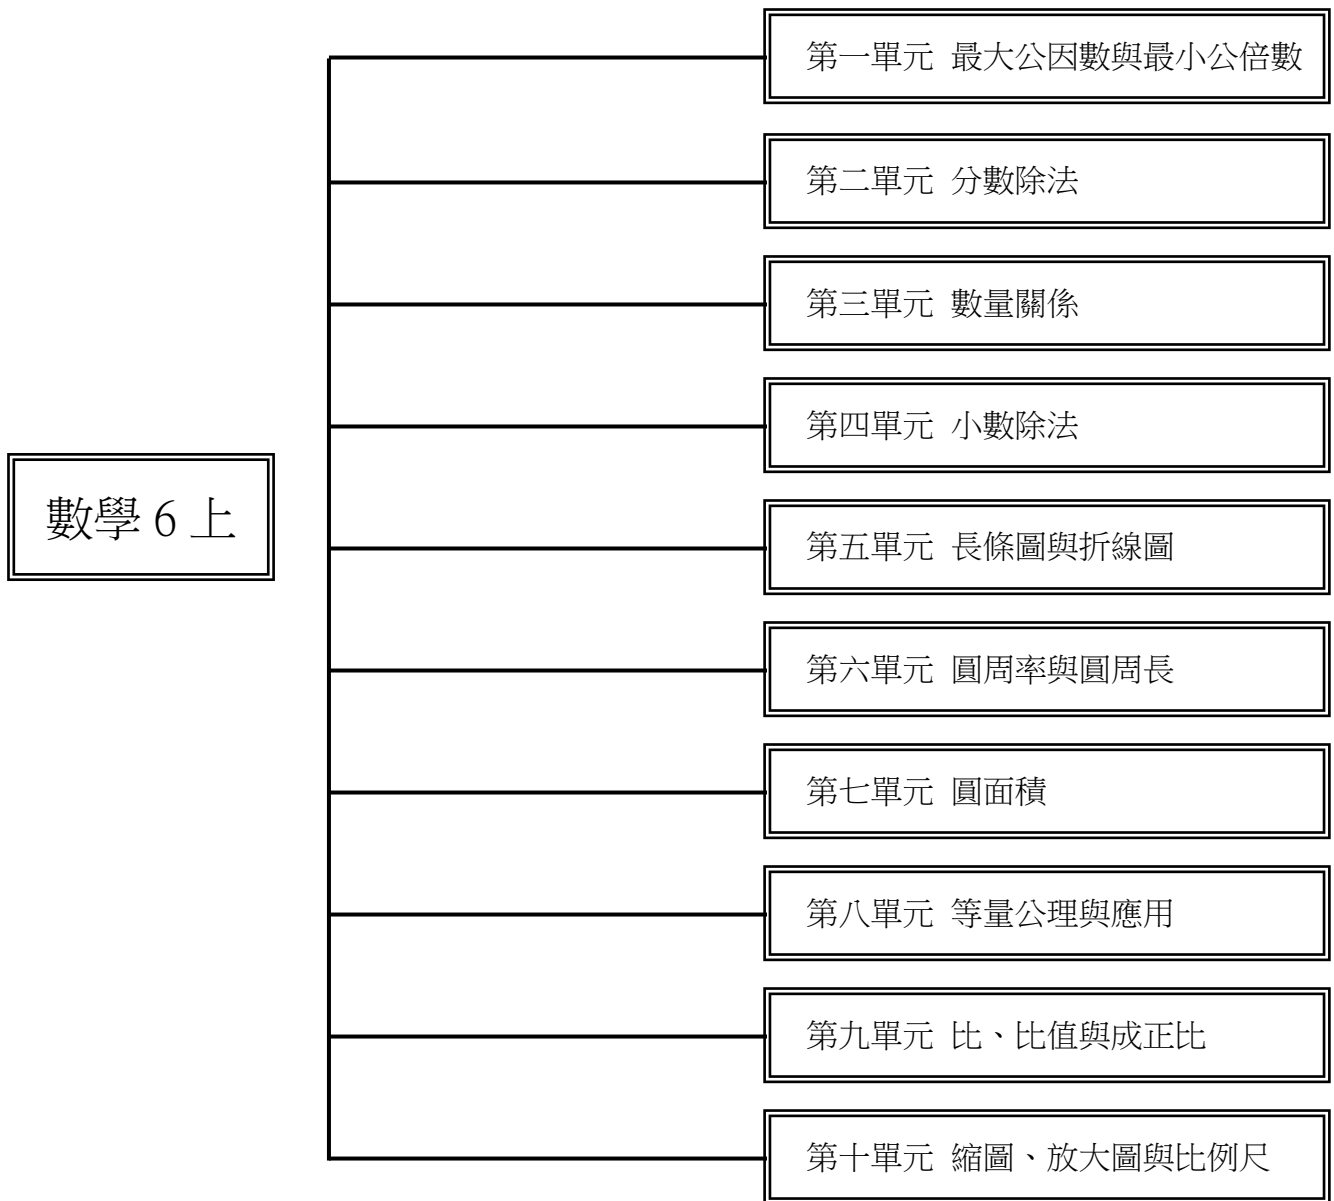 第一單元 最大公因數與最小公倍數
第二單元 分數除法
第三單元 數量關係
第四單元 小數除法
數學 6 上
第五單元 長條圖與折線圖
第六單元 圓周率與圓周長
第七單元 圓面積
第八單元 等量公理與應用
第九單元 比、比值與成正比
第十單元 縮圖、放大圖與比例尺